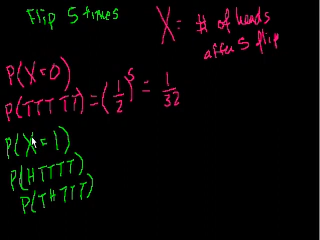 Flip 5 times
X = # of heads
after 5 flip
P(X=0)
P(TTTTT) = (1/2)^5 = 1/32
P(X=1)
P(HTTTT)
P(THTTT)